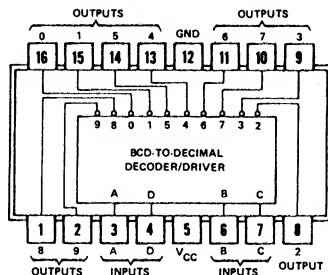 OUTPUTS OUTPUTS
0 1 5 4 GND 6 7 3
16 15 14 13 12 11 10 9
9 8 0 1 5 4 6 7 3 2
BCD-TO-DECIMAL
DECODER/DRIVER
A D B C
1 2 3 4 5 6 7 8
8 9 A D VCC B C 2
OUTPUTS INPUTS INPUTS OUTPUT